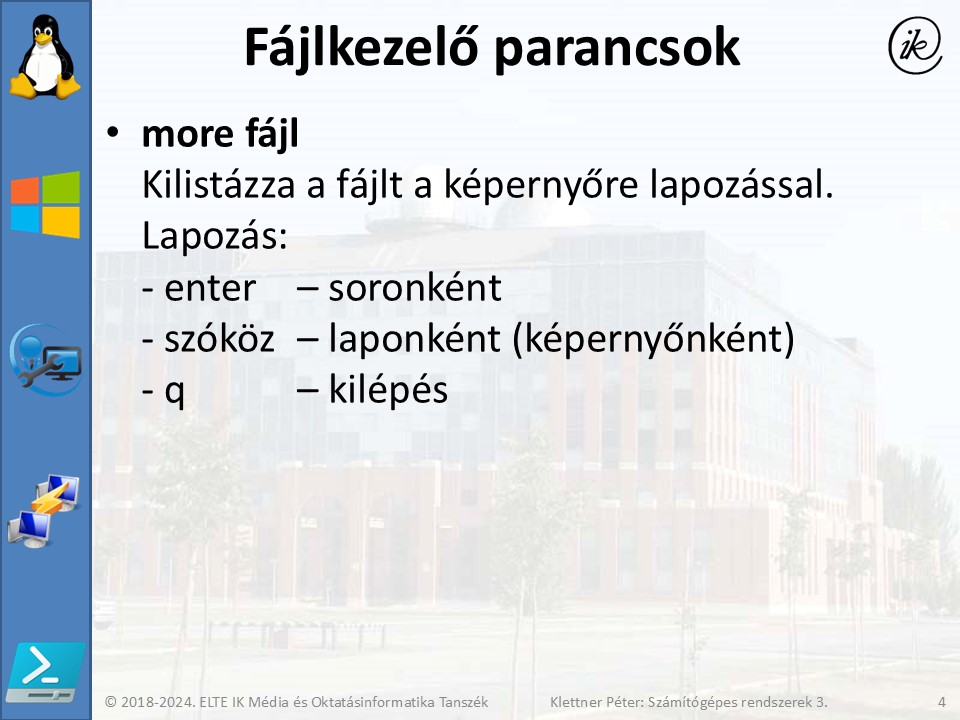 Fájlkezelő parancsok
ik
• more fájl
Kilistázza a fájlt a képernyőre lapozással.
Lapozás:
- enter – soronként
- szóköz – laponként (képernyőnként)
- q – kilépés
© 2018-2024. ELTE IK Média és Oktatásinformatika Tanszék Klettner Péter: Számítógépes rendszerek 3. 4